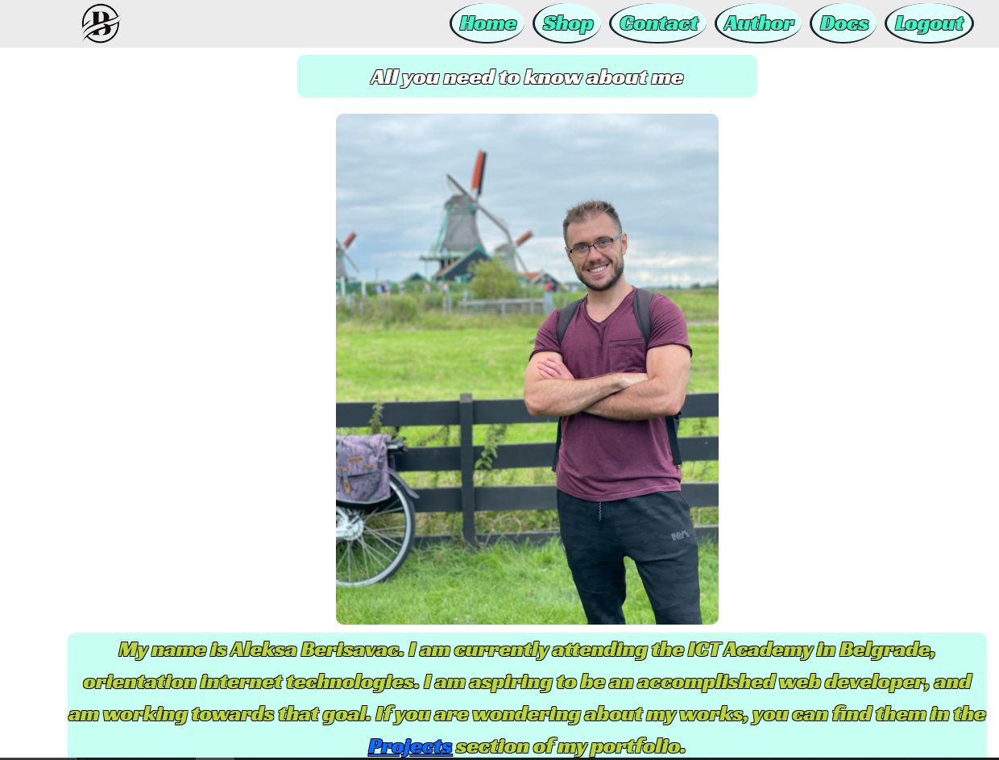 B
Home Shop Contact Author Docs Logout
All you need to know about me
My name is Aleksa Berisavac. I am currently attending the ICT Academy in Belgrade,
orientation internet technologies. I am aspiring to be an accomplished web developer, and
am working towards that goal. If you are wondering about my works, you can find them in the
Projects section of my portfolio.